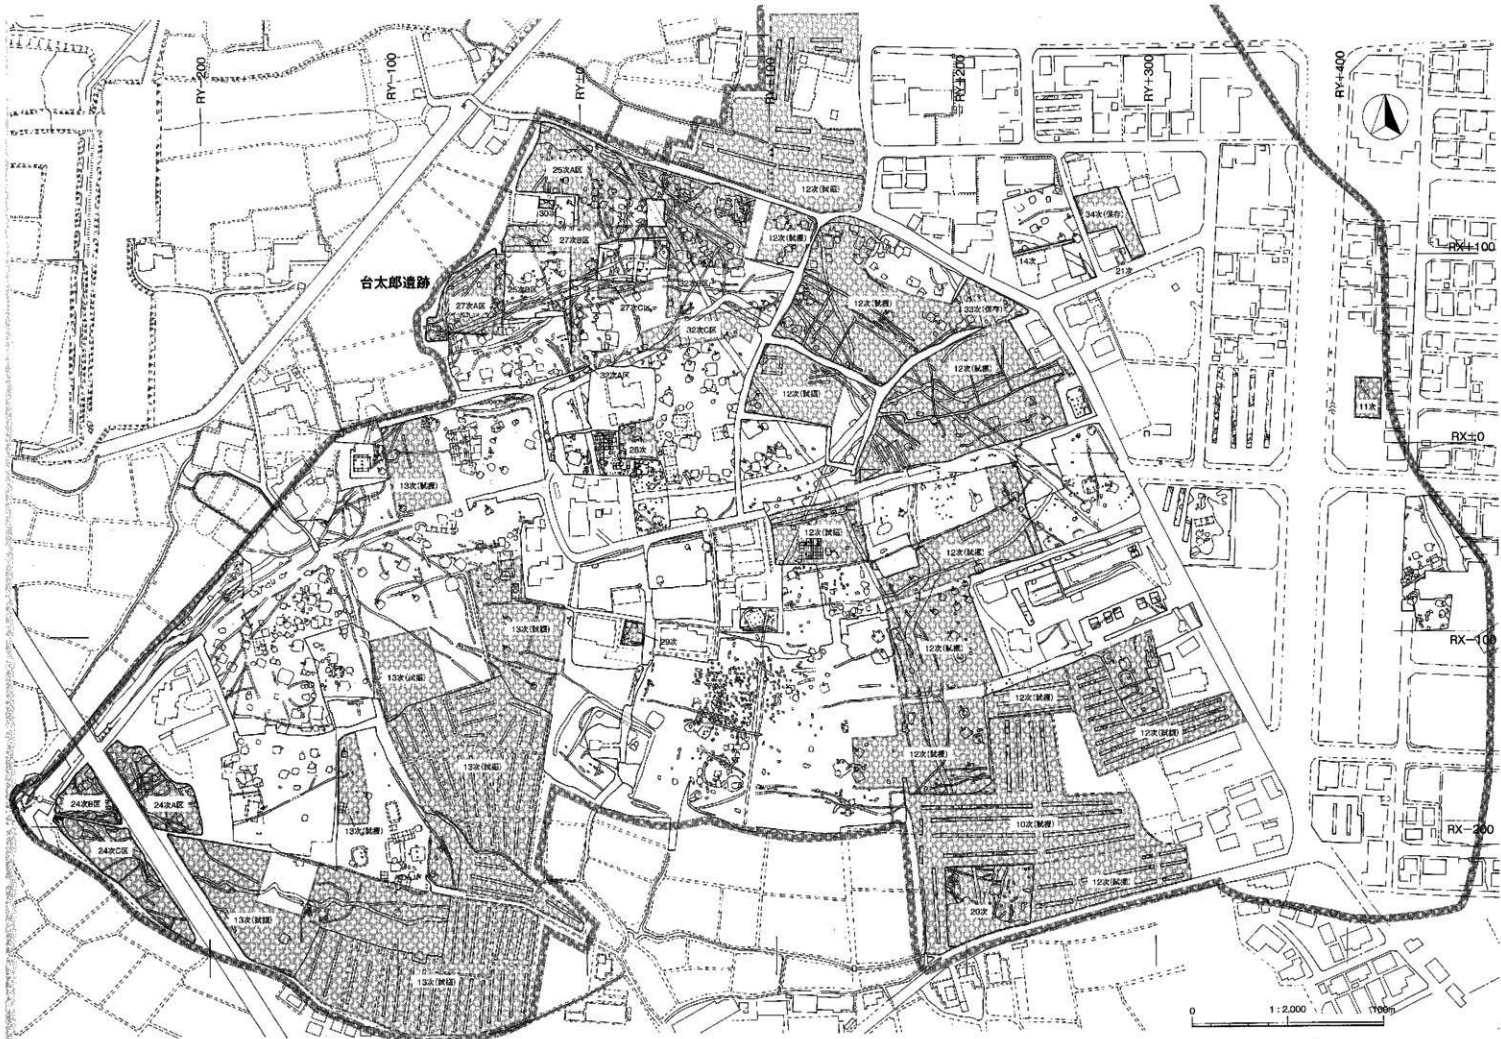 RY-200
RY-100
RY±0
RY+100
RY+200
RY+300
RY+400
25次A区
12次(試掘)
30次
34次(保存)
12次(試掘)
27次B区
RX+100
14次
21次
台太郎遺跡
25次B区
27次A区
27次C区
12次(試掘)
33次(保存)
32次C区
12次(試掘)
32次A区
12次(試掘)
11次
RX±0
28次
13次(試掘)
12次(試掘)
12次(試掘)
13次(試掘)
29次
RX-100
12次(試掘)
13次(試掘)
12次(試掘)
12次(試掘)
12次(試掘)
13次(試掘)
24次B区
24次A区
10次(試掘)
13次(試掘)
RX-200
24次C区
12次(試掘)
20次
13次(試掘)
13次(試掘)
0
1:2,000
100m